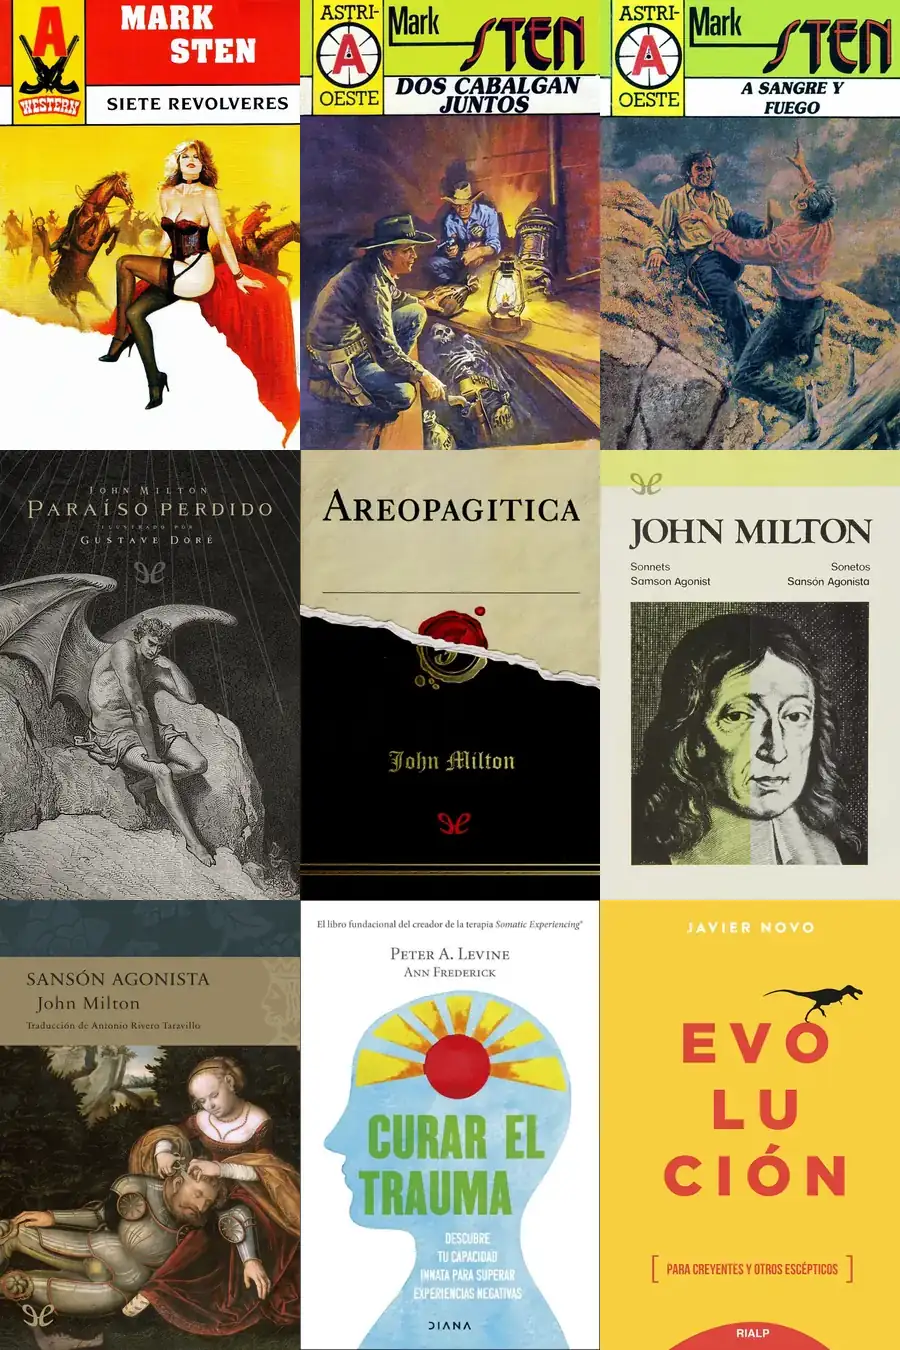 A
WESTERN
MARK
STEN
SIETE REVOLVERES
ASTRI-
A
OESTE
Mark
STEN
DOS CABALGAN
JUNTOS
ASTRI-
A
OESTE
Mark
STEN
A SANGRE Y
FUEGO
JOHN MILTON
PARAÍSO PERDIDO
ILUSTRADO POR
GUSTAVE DORÉ
AREOPAGITICA
John Milton
JOHN MILTON
Sonnets
Samson Agonist
Sonetos
Sansón Agonista
SANSÓN AGONISTA
John Milton
Traducción de Antonio Rivero Taravillo
El libro fundacional del creador de la terapia Somatic Experiencing®
PETER A. LEVINE
ANN FREDERICK
CURAR EL
TRAUMA
DESCUBRE
TU CAPACIDAD
INNATA PARA SUPERAR
EXPERIENCIAS NEGATIVAS
DIANA
JAVIER NOVO
EVO
LU
CIÓN
[PARA CREYENTES Y OTROS ESCÉPTICOS]
RIALP